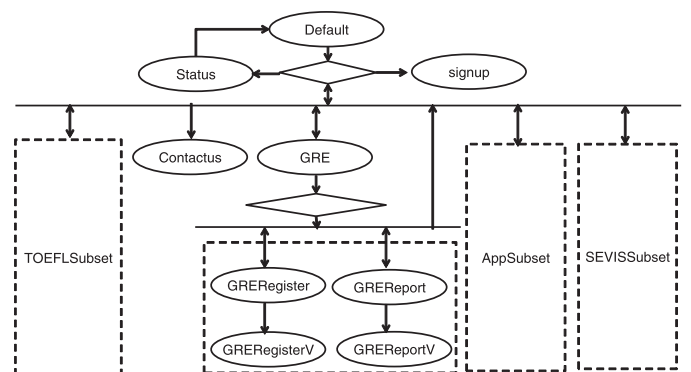 Default
Status
signup
Contactus
GRE
TOEFLSubset
AppSubset
SEVISSubset
GRERegister
GREReport
GRERegisterV
GREReportV